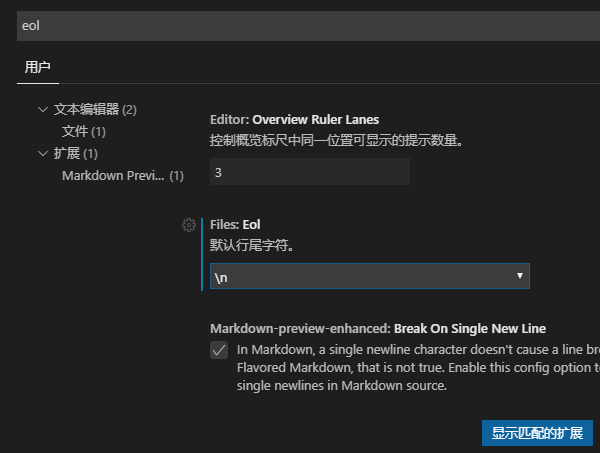 eol
用户
文本编辑器 (2)
文件 (1)
扩展 (1)
Markdown Previ... (1)
Editor: Overview Ruler Lanes
控制概览标尺中同一位置可显示的提示数量。
3
Files: Eol
默认行尾字符。
\n
Markdown-preview-enhanced: Break On Single New Line
In Markdown, a single newline character doesn't cause a line
Flavored Markdown, that is not true. Enable this config option
single newlines in Markdown source.
显示匹配的扩展